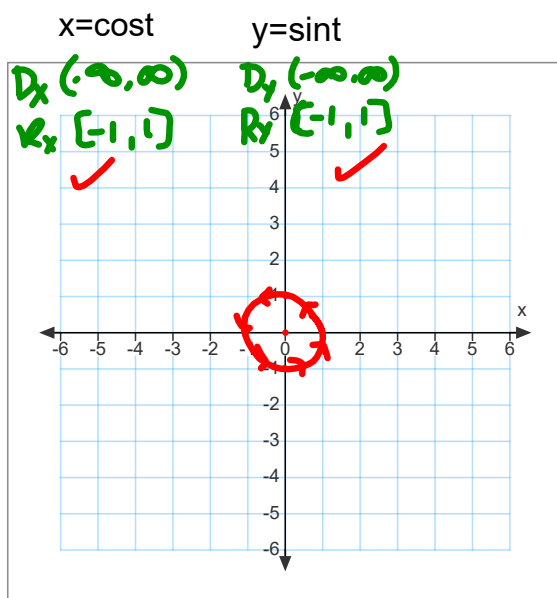 x=cost y=sint
Dx (-∞,∞) Dy (-∞.∞)
y
Rx [-1,1] Ry [-1,1]
6
5
4
3
2
1
x
-6 -5 -4 -3 -2 - 0 2 3 4 5 6
-1
-2
-3
-4
-5
-6